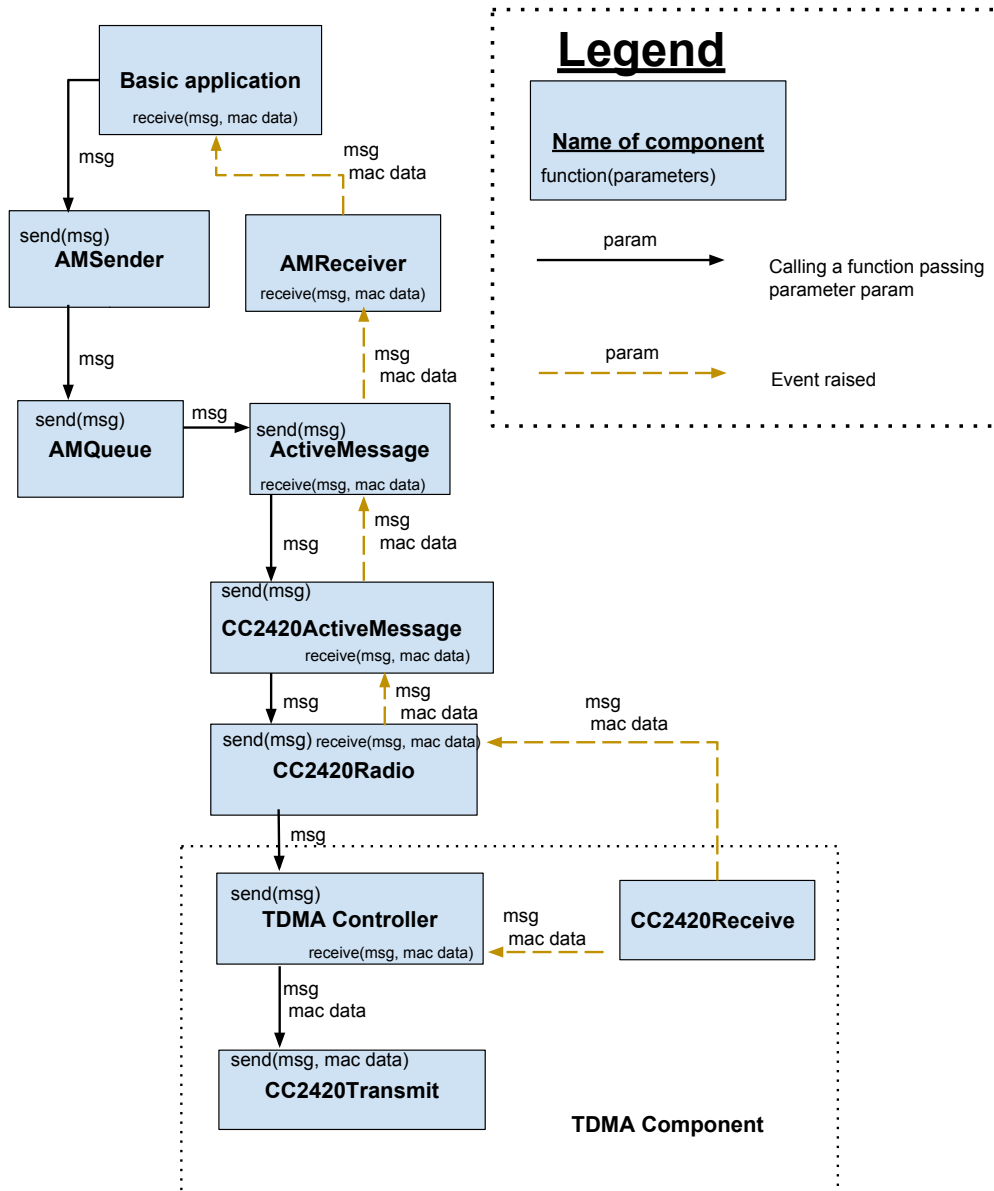 Legend
Basic application
receive(msg, mac data)
Name of component
function(parameters)
msg
msg
mac data
send(msg)
AMSender
AMReceiver
receive(msg, mac data)
param
Calling a function passing
parameter param
msg
msg
mac data
param
Event raised
send(msg)
AMQueue
msg
send(msg)
ActiveMessage
receive(msg, mac data)
msg
msg
mac data
send(msg)
CC2420ActiveMessage
receive(msg, mac data)
msg
msg
mac data
msg
mac data
send(msg)
receive(msg, mac data)
CC2420Radio
msg
send(msg)
TDMA Controller
receive(msg, mac data)
msg
mac data
CC2420Receive
msg
mac data
send(msg, mac data)
CC2420Transmit
TDMA Component